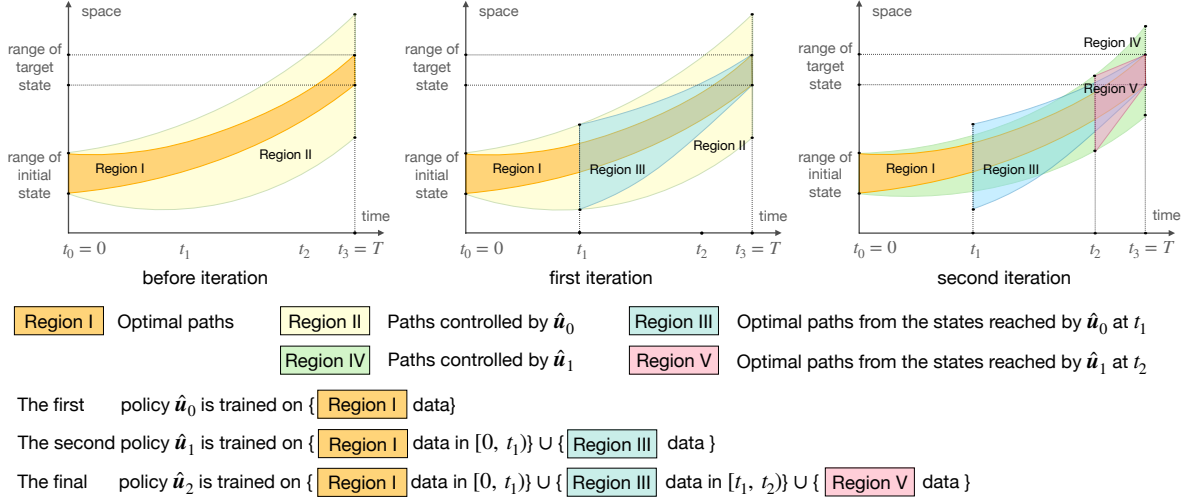 space
range of
target
state
range of
initial
state
Region I
Region II
time
t₀ = 0
t₁
t₂
t₃ = T
before iteration
space
range of
target
state
range of
initial
state
Region I
Region III
Region II
time
t₀ = 0
t₁
t₂
t₃ = T
first iteration
space
range of
target
state
range of
initial
state
Region IV
Region V
Region I
Region III
time
t₀ = 0
t₁
t₂
t₃ = T
second iteration
Region I Optimal paths
Region II Paths controlled by û₀
Region III Optimal paths from the states reached by û₀ at t₁
Region IV Paths controlled by û₁
Region V Optimal paths from the states reached by û₁ at t₂
The first policy û₀ is trained on { Region I data}
The second policy û₁ is trained on { Region I data in [0, t₁)} ∪ { Region III data }
The final policy û₂ is trained on { Region I data in [0, t₁)} ∪ { Region III data in [t₁, t₂)} ∪ { Region V data }